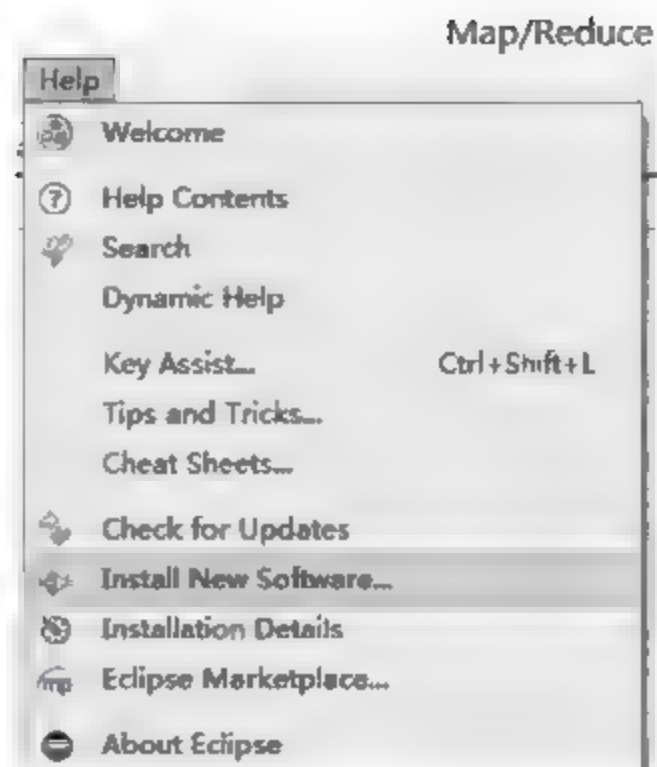 Map/Reduce
Help
Welcome
Help Contents
Search
Dynamic Help
Key Assist... Ctrl+Shift+L
Tips and Tricks...
Cheat Sheets...
Check for Updates
Install New Software...
Installation Details
Eclipse Marketplace...
About Eclipse